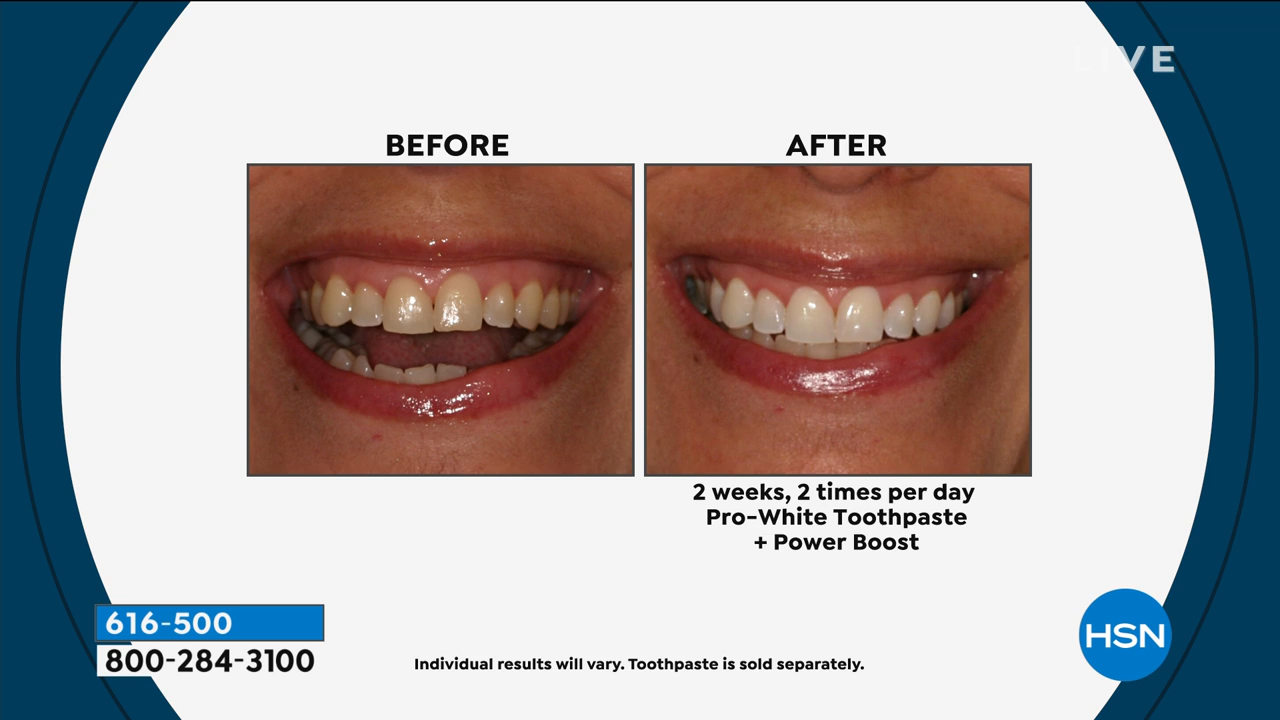 LIVE
BEFORE
AFTER
2 weeks, 2 times per day
Pro-White Toothpaste
+ Power Boost
616-500
800-284-3100
Individual results will vary. Toothpaste is sold separately.
HSN